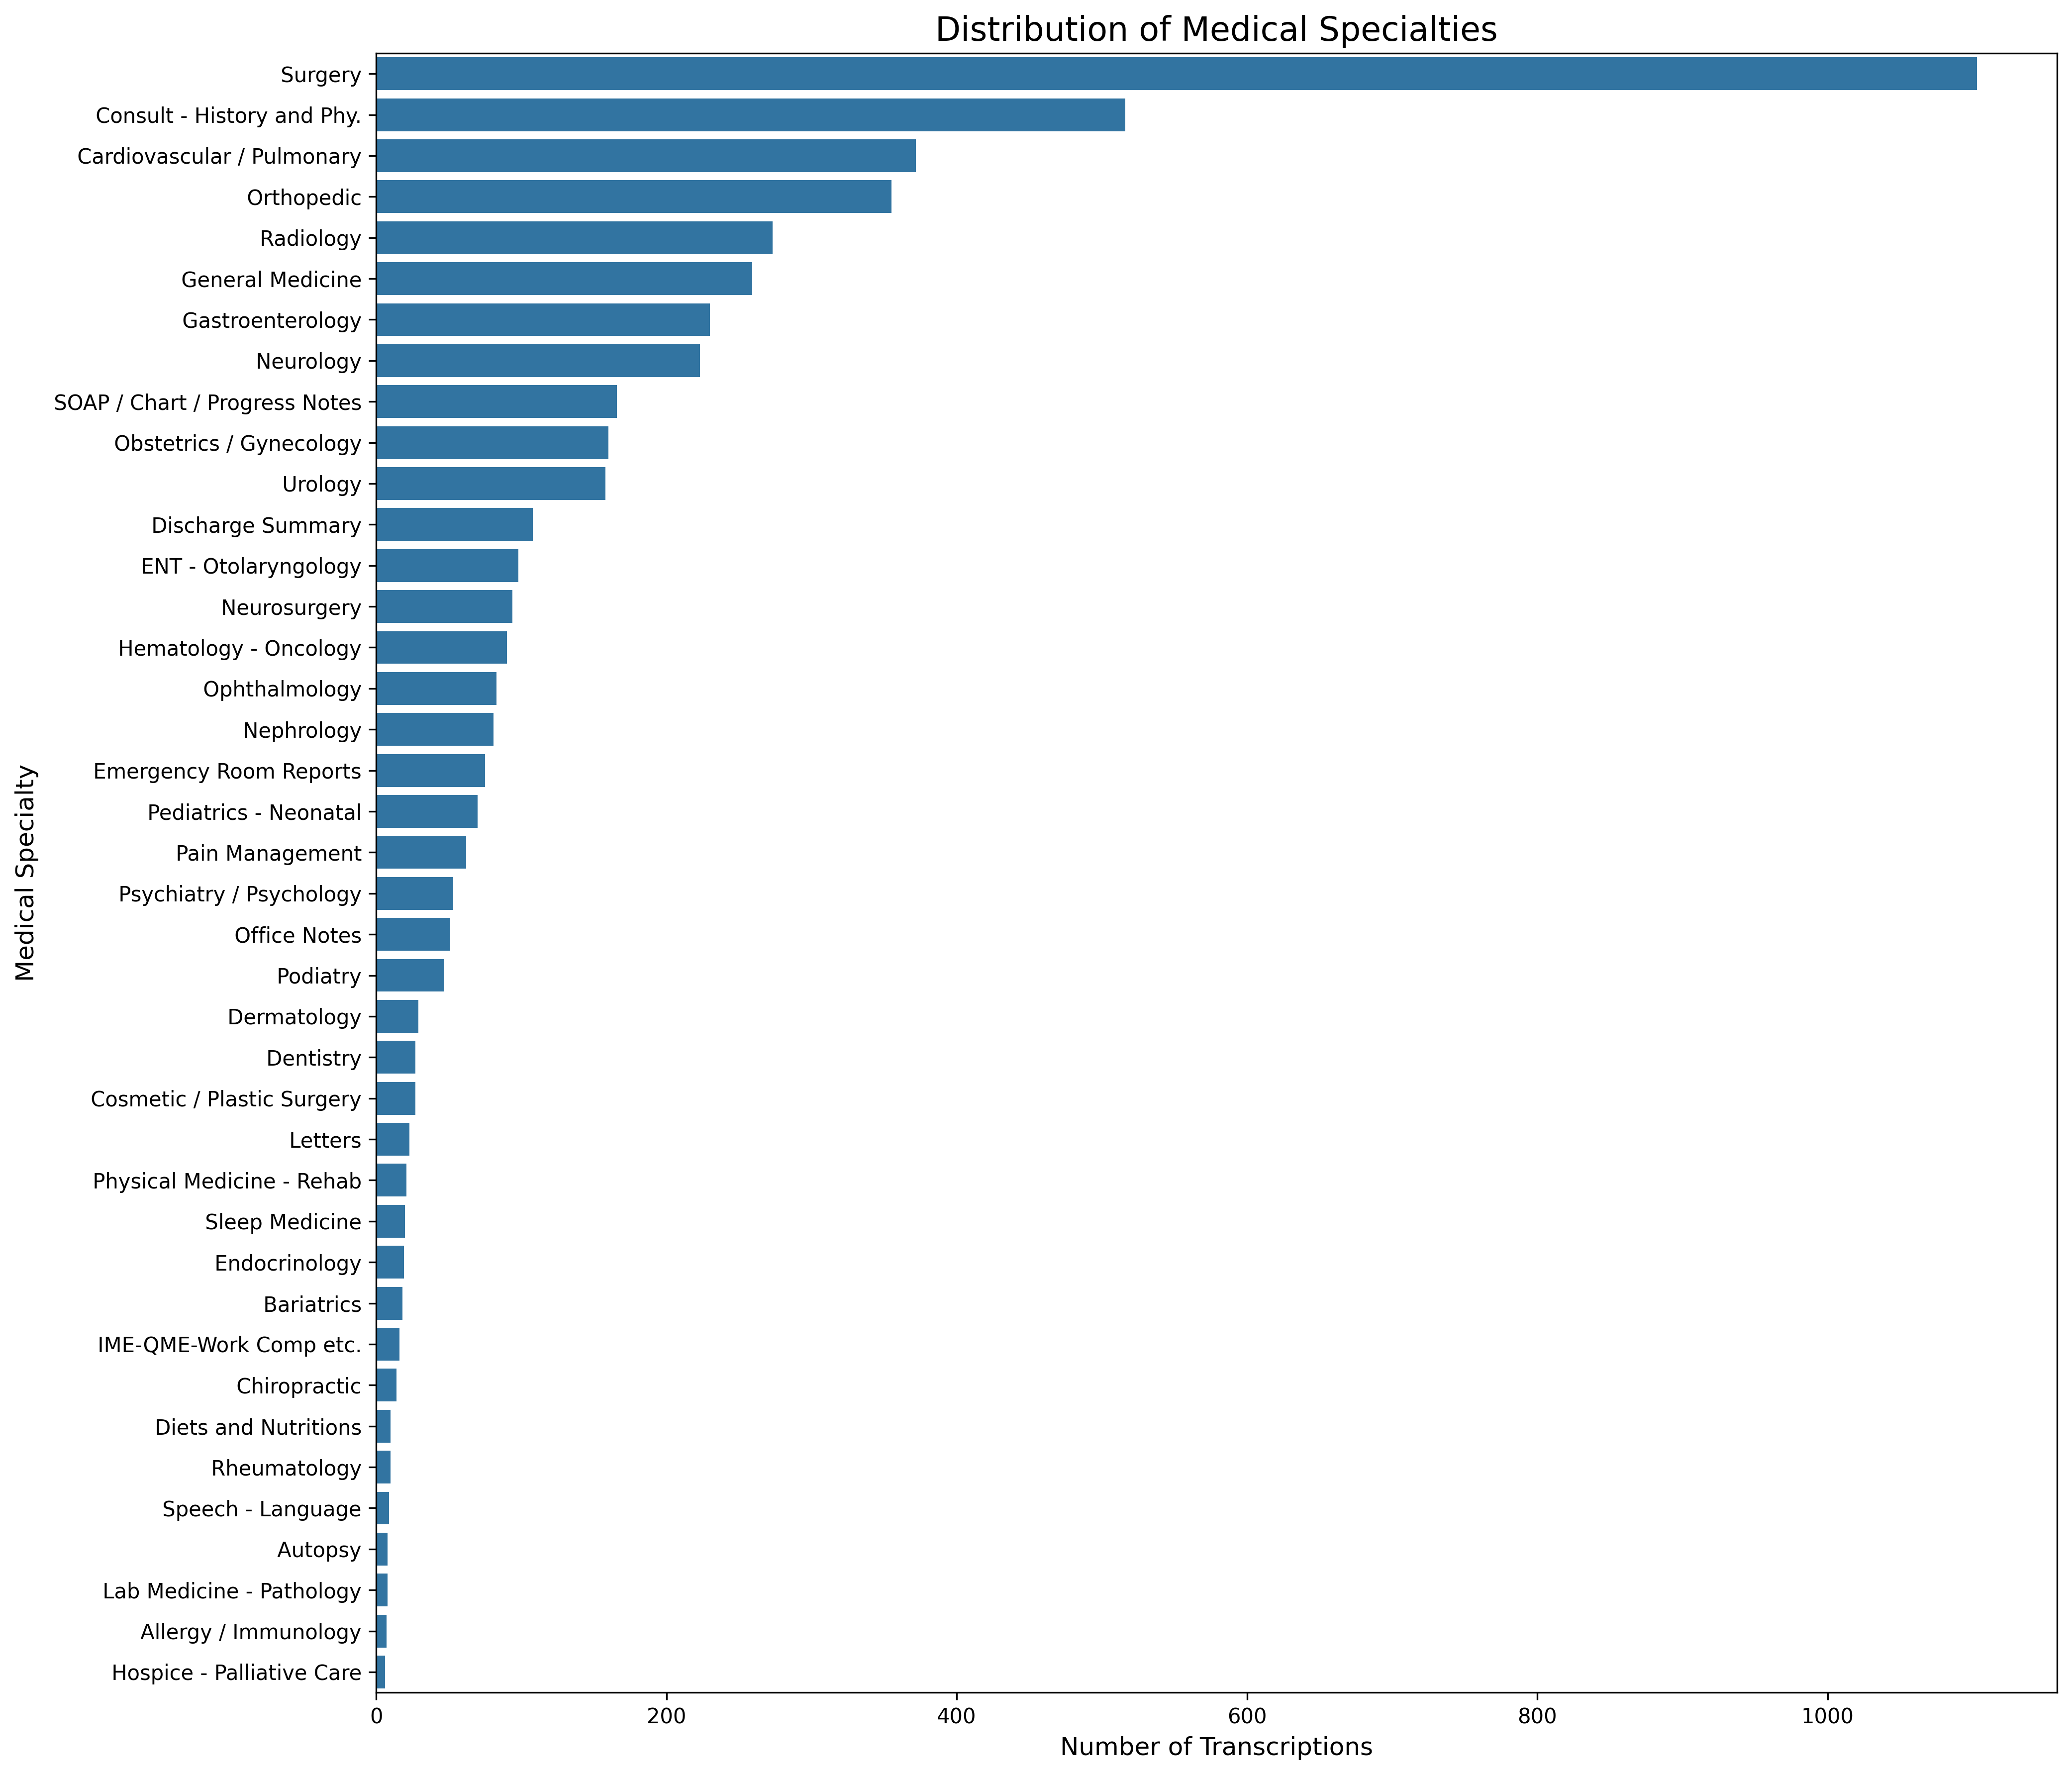 Distribution of Medical Specialties
Surgery
Consult - History and Phy.
Cardiovascular / Pulmonary
Orthopedic
Radiology
General Medicine
Gastroenterology
Neurology
SOAP / Chart / Progress Notes
Obstetrics / Gynecology
Urology
Discharge Summary
ENT - Otolaryngology
Neurosurgery
Hematology - Oncology
Ophthalmology
Nephrology
Emergency Room Reports
Pediatrics - Neonatal
Pain Management
Psychiatry / Psychology
Office Notes
Podiatry
Dermatology
Dentistry
Cosmetic / Plastic Surgery
Letters
Physical Medicine - Rehab
Sleep Medicine
Endocrinology
Bariatrics
IME-QME-Work Comp etc.
Chiropractic
Diets and Nutritions
Rheumatology
Speech - Language
Autopsy
Lab Medicine - Pathology
Allergy / Immunology
Hospice - Palliative Care
Medical Specialty
0 200 400 600 800 1000
Number of Transcriptions